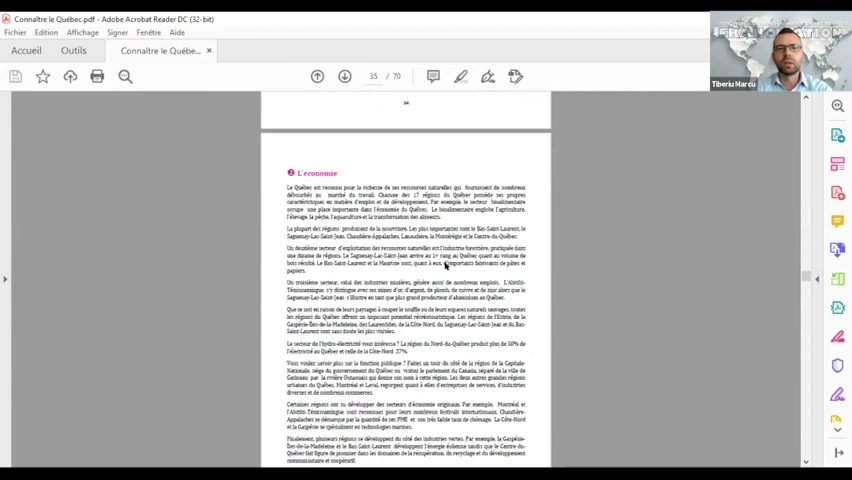 Connaître le Québec.pdf - Adobe Acrobat Reader DC (32-bit)
Fichier Edition Affichage Signer Fenêtre Aide
Accueil Outils Connaître le Québe... ×
35 / 70
Tiberiu Marcu
34
❷ L'économie
Le Québec est reconnu pour la richesse de ses ressources naturelles qui fournissent de nombreux
débouchés au marché du travail. Chacune des 17 régions du Québec possède ses propres
caractéristiques en matière d'emploi et de développement. Par exemple, le secteur bioalimentaire
occupe une place importante dans l'économie du Québec. Le bioalimentaire englobe l'agriculture,
l'élevage, la pêche, l'aquaculture et la transformation des aliments.
La plupart des régions produisent de la nourriture. Les plus importantes sont le Bas-Saint-Laurent, le
Saguenay-Lac-Saint-Jean, Chaudière-Appalaches, Lanaudière, la Montérégie et le Centre-du-Québec.
Un deuxième secteur d'exploitation des ressources naturelles est l'industrie forestière, pratiquée dans
une dizaine de régions. Le Saguenay-Lac-Saint-Jean arrive au 1er rang au Québec quant au volume de
bois récolté. Le Bas-Saint-Laurent et la Mauricie sont, quant à eux, d'importants fabricants de pâtes et
papiers.
Un troisième secteur, celui des industries minières, génère aussi de nombreux emplois. L'Abitibi-
Témiscamingue s'y distingue avec ses mines d'or, d'argent, de plomb, de cuivre et de zinc alors que le
Saguenay-Lac-Saint-Jean s'illustre en tant que plus grand producteur d'aluminium au Québec.
Que ce soit en raison de leurs paysages à couper le souffle ou de leurs espaces naturels sauvages, toutes
les régions du Québec offrent un imposant potentiel récréotouristique. Les régions de l'Estrie, de la
Gaspésie-Îles-de-la-Madeleine, des Laurentides, de la Côte-Nord, du Saguenay-Lac-Saint-Jean et du Bas-
Saint-Laurent sont sans doute les plus visitées.
Le secteur de l'hydro-électricité vous intéresse ? La région du Nord-du-Québec produit plus de 50% de
l'électricité au Québec et celle de la Côte-Nord 27%.
Vous voulez savoir plus sur la fonction publique ? Faites un tour du côté de la région de la Capitale-
Nationale, siège du gouvernement du Québec ou visitez le parlement du Canada, séparé de la ville de
Gatineau par la rivière Outaouais qui donne son nom à cette région. Les deux autres grandes régions
urbaines du Québec, Montréal et Laval, regorgent quant à elles d'entreprises de services, d'industries
diverses et de nombreux commerces.
Certaines régions ont su développer des secteurs d'économie originaux. Par exemple, Montréal et
l'Abitibi-Témiscamingue sont reconnues pour leurs nombreux festivals internationaux. Chaudière-
Appalaches se démarque par la quantité de ses PME et son très faible taux de chômage. La Côte-Nord
et la Gaspésie se spécialisent en technologies marines.
Finalement, plusieurs régions se développent du côté des industries vertes. Par exemple, la Gaspésie-
Îles-de-la-Madeleine et le Bas-Saint-Laurent développent l'énergie éolienne tandis que le Centre-du-
Québec fait figure de pionnier dans les domaines de la récupération, du recyclage et du développement
communautaire et coopératif.